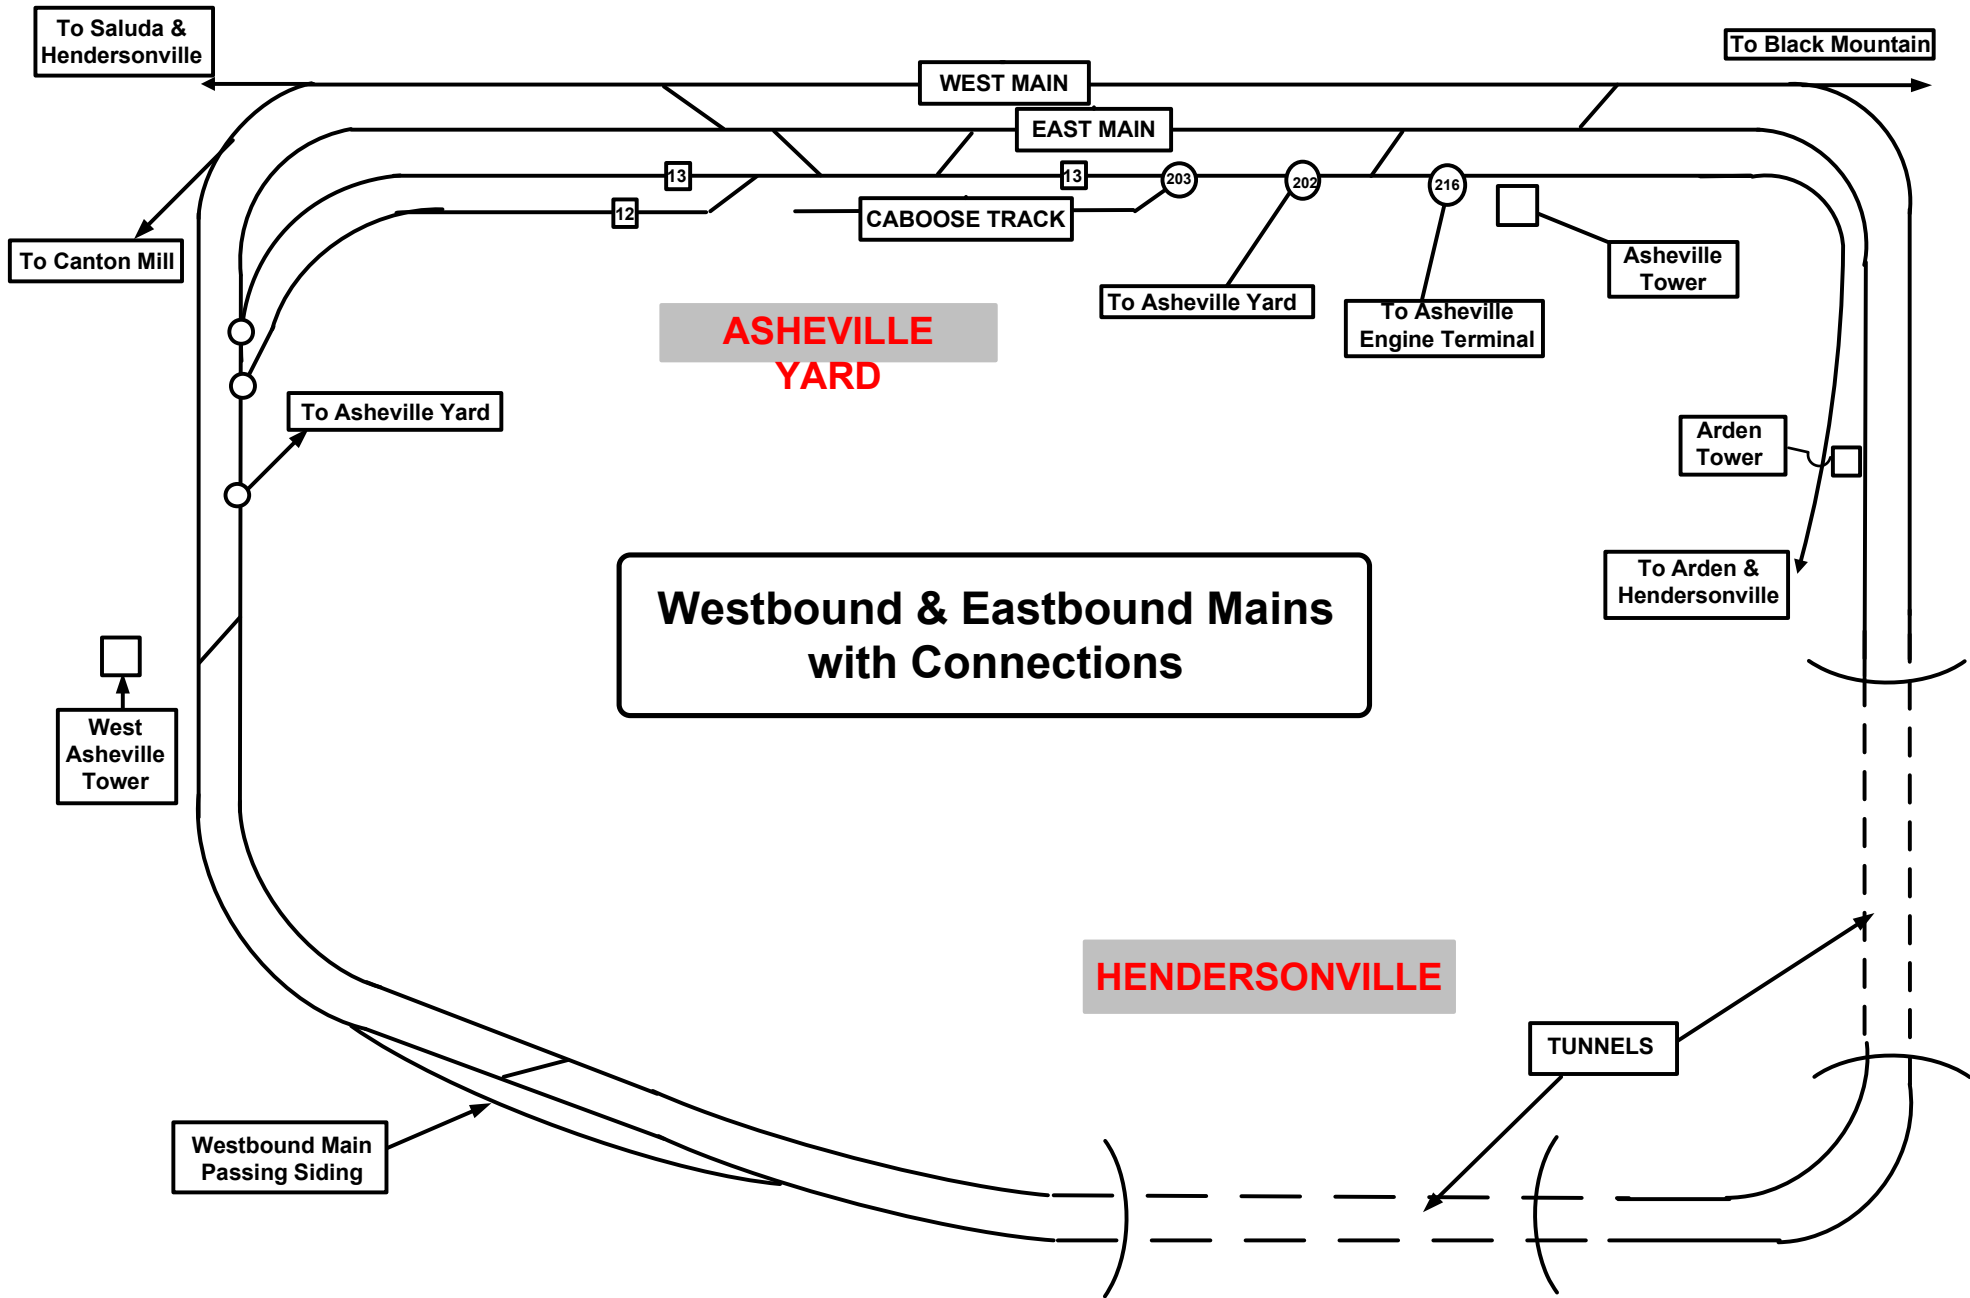 To Saluda &
Hendersonville
To Black Mountain
WEST MAIN
EAST MAIN
13
13
203
202
216
12
CABOOSE TRACK
To Canton Mill
Asheville
Tower
To Asheville Yard
To Asheville
Engine Terminal
ASHEVILLE
YARD
To Asheville Yard
Arden
Tower
To Arden &
Hendersonville
Westbound & Eastbound Mains
with Connections
West
Asheville
Tower
HENDERSONVILLE
TUNNELS
Westbound Main
Passing Siding